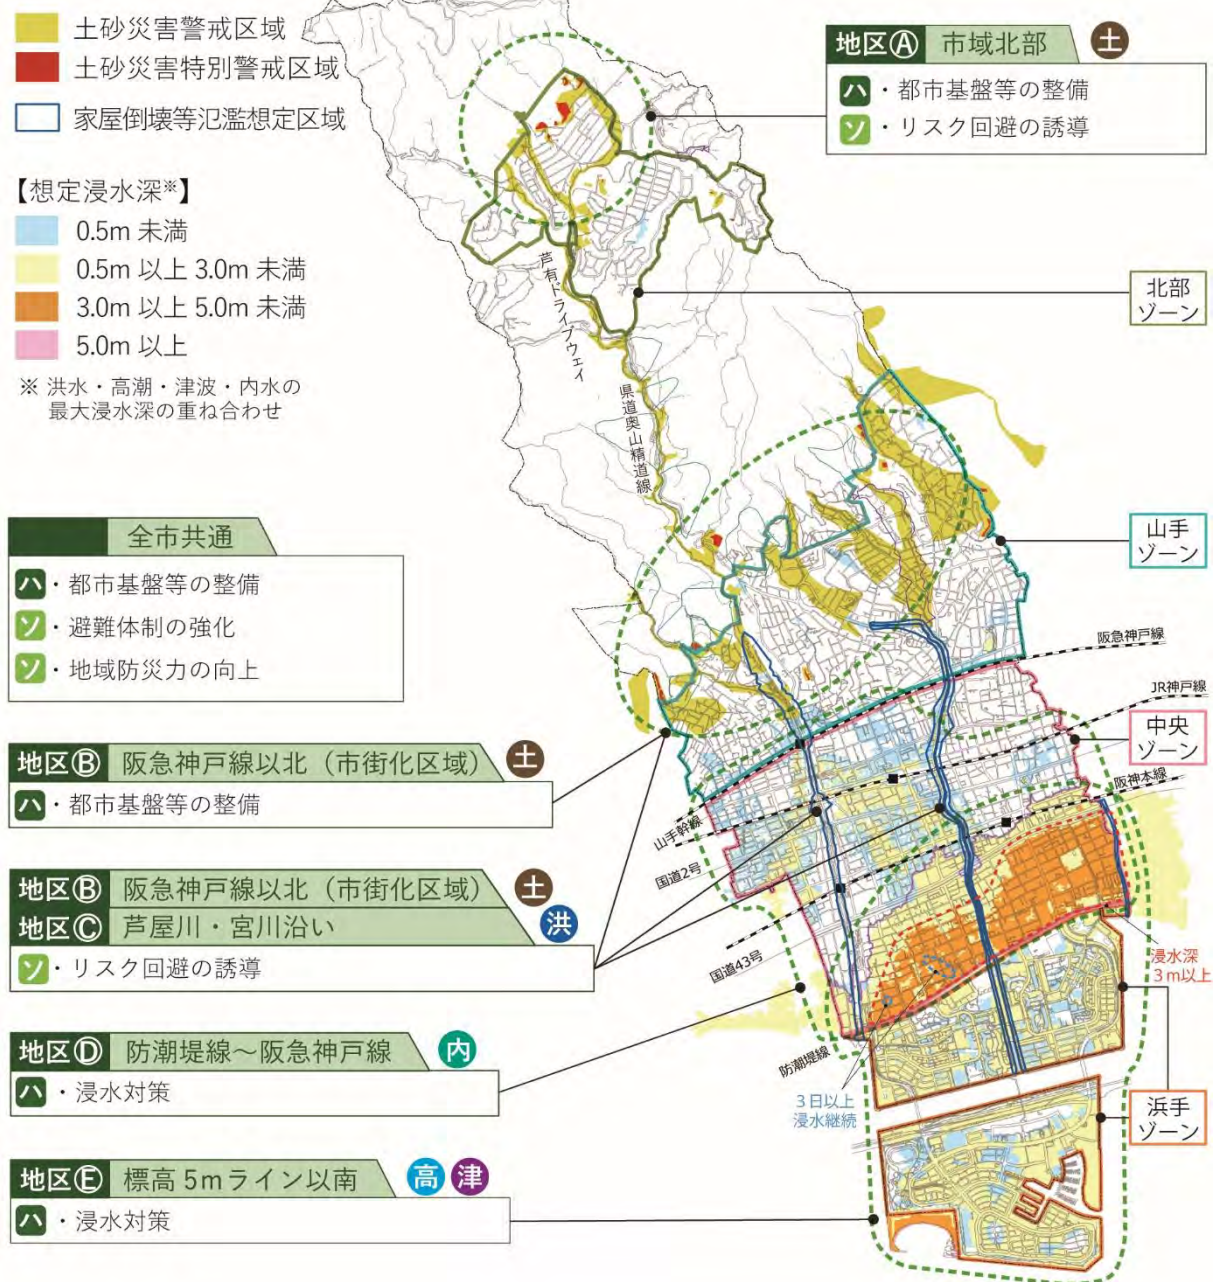 土砂災害警戒区域
土砂災害特別警戒区域
家屋倒壊等氾濫想定区域
【想定浸水深※】
0.5m 未満
0.5m 以上 3.0m 未満
3.0m 以上 5.0m 未満
5.0m 以上
※ 洪水・高潮・津波・内水の
最大浸水深の重ね合わせ
地区Ⓐ 市域北部 土
ハ ・都市基盤等の整備
ソ ・リスク回避の誘導
北部
ゾーン
芦有ドライブウェイ
県道奥山精道線
全市共通
ハ ・都市基盤等の整備
ソ ・避難体制の強化
ソ ・地域防災力の向上
山手
ゾーン
阪急神戸線
JR神戸線
中央
ゾーン
阪神本線
地区Ⓑ 阪急神戸線以北（市街化区域） 土
ハ ・都市基盤等の整備
山手幹線
国道2号
地区Ⓑ 阪急神戸線以北（市街化区域） 土
地区Ⓒ 芦屋川・宮川沿い 洪
ソ ・リスク回避の誘導
国道43号
浸水深
3m以上
地区Ⓓ 防潮堤線～阪急神戸線 内
ハ ・浸水対策
防潮堤線
3日以上
浸水継続
浜手
ゾーン
地区Ⓔ 標高 5mライン以南 高 津
ハ ・浸水対策